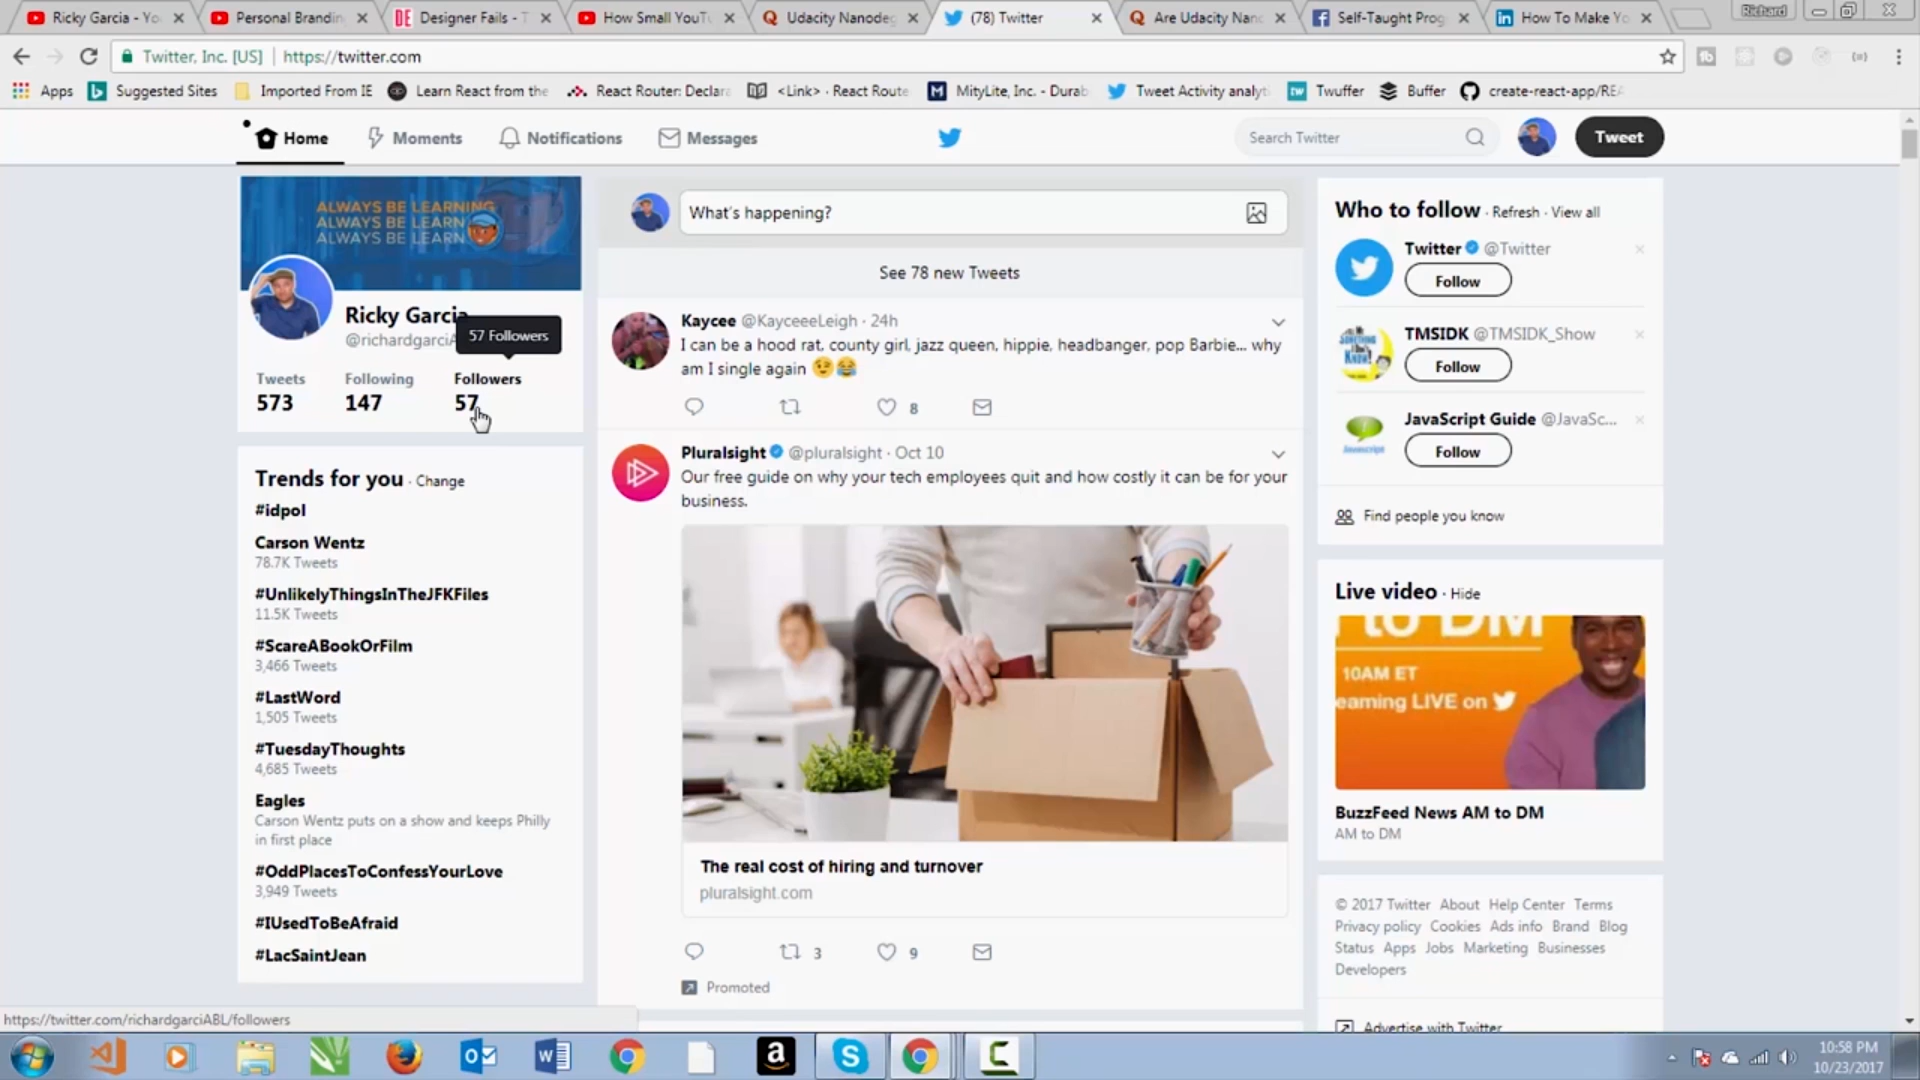 Ricky Garcia - Yo
Personal Brandin
DE Designer Fails - T
How Small YouTu
Udacity Nanodeg
(78) Twitter
Are Udacity Nano
Self-Taught Prog
How To Make Yo
Richard
Twitter, Inc. [US] | https://twitter.com
Apps
Suggested Sites
Imported From IE
Learn React from the
React Router: Declara
<Link> · React Route
MityLite, Inc. - Durab
Tweet Activity analyt
tw Twuffer
Buffer
create-react-app/REA
Home
Moments
Notifications
Messages
Search Twitter
Tweet
ALWAYS BE LEARNING
ALWAYS BE LEARN
ALWAYS BE LEARN
Ricky Garcia
@richardgarciA
57 Followers
Tweets
573
Following
147
Followers
57
Trends for you · Change
#idpol
Carson Wentz
78.7K Tweets
#UnlikelyThingsInTheJFKFiles
11.5K Tweets
#ScareABookOrFilm
3,466 Tweets
#LastWord
1,505 Tweets
#TuesdayThoughts
4,685 Tweets
Eagles
Carson Wentz puts on a show and keeps Philly
in first place
#OddPlacesToConfessYourLove
3,949 Tweets
#IUsedToBeAfraid
#LacSaintJean
What's happening?
See 78 new Tweets
Kaycee @KayceeeLeigh · 24h
I can be a hood rat, county girl, jazz queen, hippie, headbanger, pop Barbie... why
am I single again 😉😂
8
Pluralsight @pluralsight · Oct 10
Our free guide on why your tech employees quit and how costly it can be for your
business.
The real cost of hiring and turnover
pluralsight.com
3
9
Promoted
Who to follow · Refresh · View all
Twitter @Twitter
Follow
TMSIDK @TMSIDK_Show
Follow
JavaScript Guide @JavaSc...
Follow
Find people you know
Live video · Hide
to DM
10AM ET
eaming LIVE on
BuzzFeed News AM to DM
AM to DM
© 2017 Twitter About Help Center Terms
Privacy policy Cookies Ads info Brand Blog
Status Apps Jobs Marketing Businesses
Developers
Advertise with Twitter
https://twitter.com/richardgarciABL/followers
10:58 PM
10/23/2017